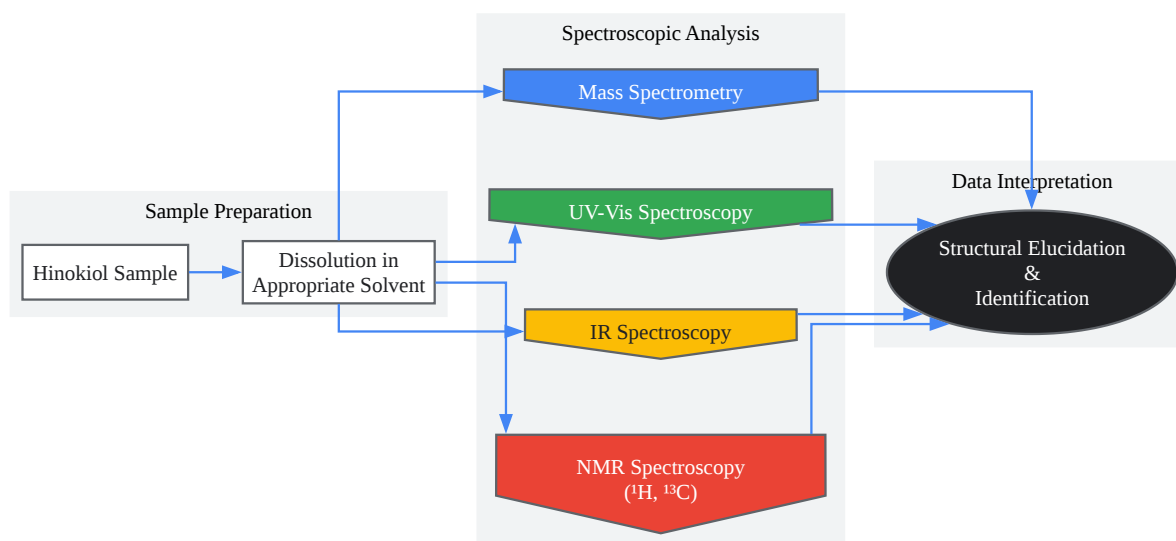 Sample Preparation
Hinokiol Sample
Dissolution in
Appropriate Solvent
Spectroscopic Analysis
Mass Spectrometry
UV-Vis Spectroscopy
IR Spectroscopy
NMR Spectroscopy
(¹H, ¹³C)
Data Interpretation
Structural Elucidation
&
Identification